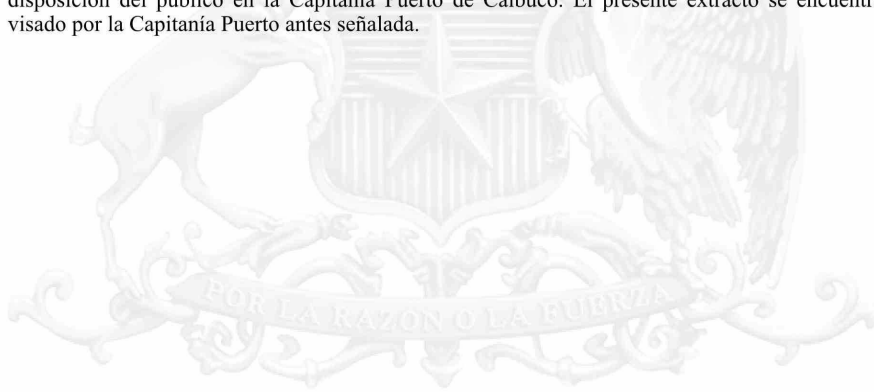 disposición del público en la Capitanía Puerto de Calbuco. El presente extracto se
visado por la Capitanía Puerto antes señalada.
POR LA RAZON O LA FUERZA